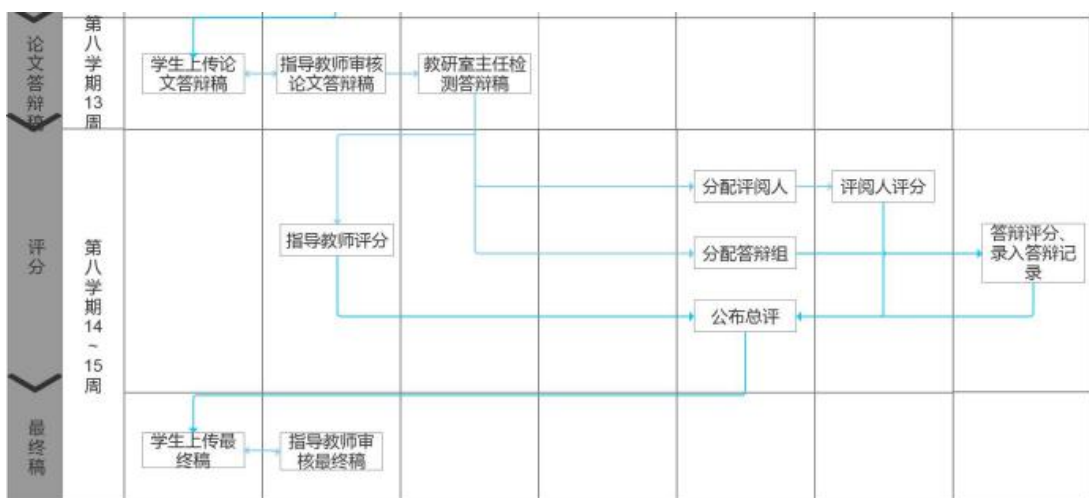 论文答辩稿
第八学期13周
学生上传论
文答辩稿
指导教师审核
论文答辩稿
教研室主任检
测答辩稿
评分
第八学期14~15周
指导教师评分
分配评阅人
评阅人评分
分配答辩组
答辩评分、
录入答辩记
录
公布总评
最终稿
学生上传最
终稿
指导教师审
核最终稿